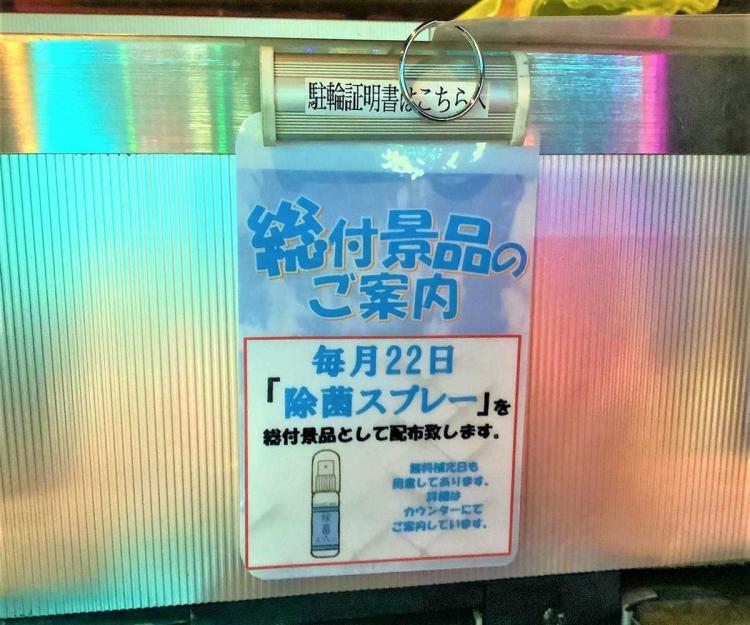 駐輪証明書はこちらへ
総付景品の
ご案内
毎月22日
「除菌スプレー」を
総付景品として配布致します。
無料補充日も
用意してあります。
詳細は
カウンターにて
ご案内しています。
除菌